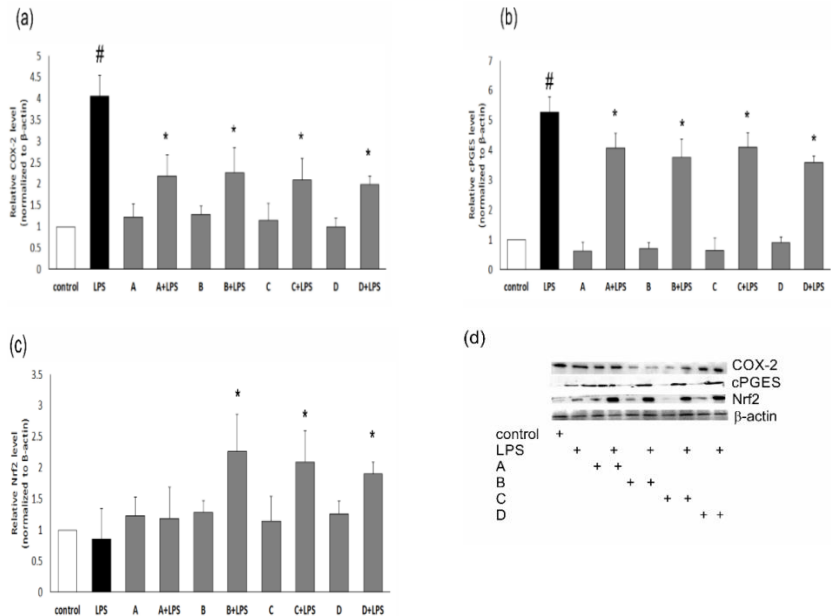 (a)
Relative COX-2 level
(normalized to β-actin)
5
4.5
4
3.5
3
2.5
2
1.5
1
0.5
0
#
*
*
*
*
control LPS A A+LPS B B+LPS C C+LPS D D+LPS
(b)
Relative cPGES level
(normalized to β-actin)
7
6
5
4
3
2
1
0
#
*
*
*
*
control LPS A A+LPS B B+LPS C C+LPS D D+LPS
(c)
Relative Nrf2 level
(normalized to B-actin)
3.5
3
2.5
2
1.5
1
0.5
0
*
*
*
control LPS A A+LPS B B+LPS C C+LPS D D+LPS
(d)
COX-2
cPGES
Nrf2
β-actin
control +
LPS + + + + +
A + +
B + +
C + +
D + +